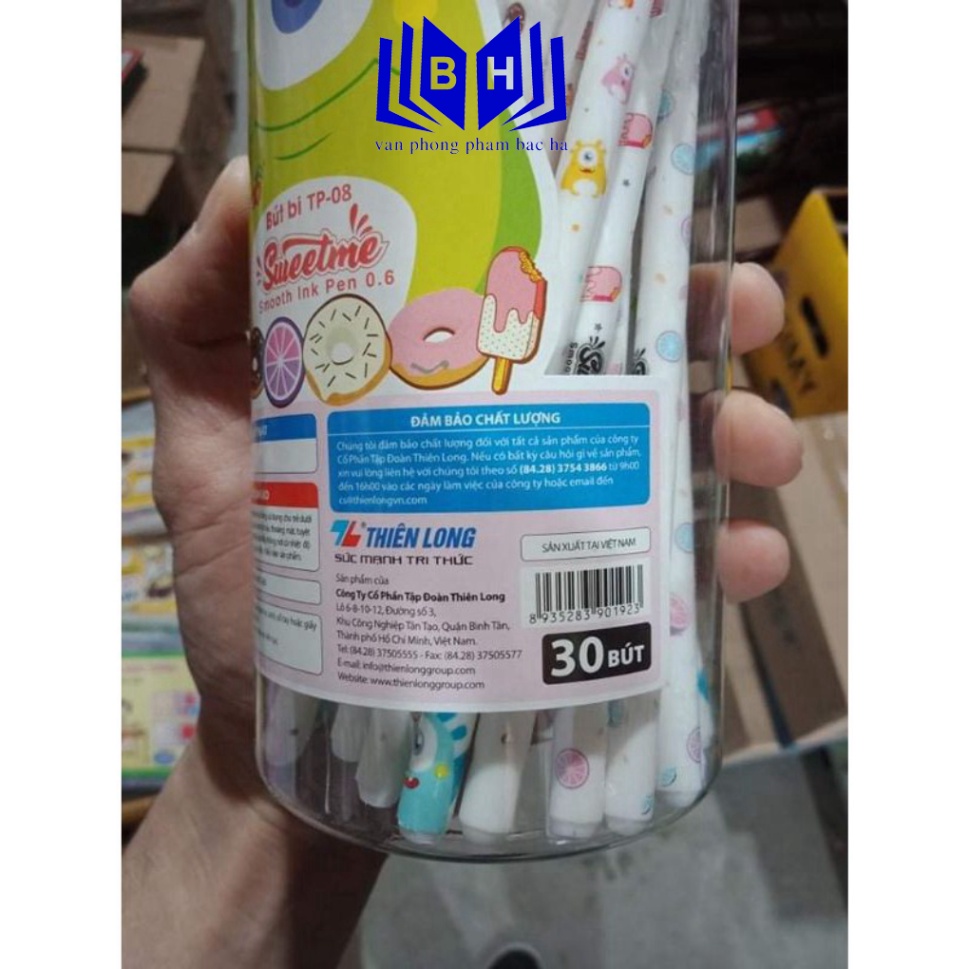 B H
van phong pham bac ha
Bút bi TP-08
Sweetme
Smooth Ink Pen 0.6
ĐẢM BẢO CHẤT LƯỢNG
Chúng tôi đảm bảo chất lượng đối với tất cả sản phẩm của công ty
Cổ Phần Tập Đoàn Thiên Long. Nếu có bất kỳ câu hỏi gì về sản phẩm,
xin vui lòng liên hệ với chúng tôi theo số (84.28) 3754 3866 từ 9h00
đến 16h00 vào các ngày làm việc của công ty hoặc email đến
cs@thienlongvn.com
TL THIÊN LONG
SỨC MẠNH TRI THỨC
SẢN XUẤT TẠI VIỆT NAM
Sản phẩm của
Công Ty Cổ Phần Tập Đoàn Thiên Long
Lô 6-8-10-12, Đường số 3,
Khu Công Nghiệp Tân Tạo, Quận Bình Tân,
Thành phố Hồ Chí Minh, Việt Nam.
Tel: (84.28) 37505555 - Fax: (84.28) 37505577
E-mail: info@thienlonggroup.com
Website: www.thienlonggroup.com
8 935283 901923
30 BÚT